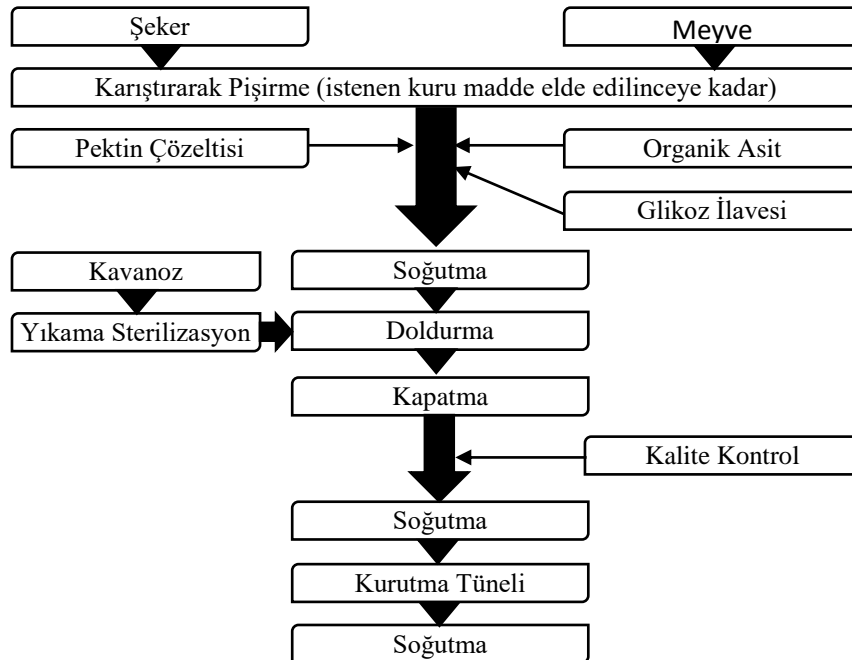 Şeker
Meyve
Karıştırarak Pişirme (istenen kuru madde elde edilinceye kadar)
Pektin Çözeltisi
Organik Asit
Glikoz İlavesi
Kavanoz
Soğutma
Yıkama Sterilizasyon
Doldurma
Kapatma
Kalite Kontrol
Soğutma
Kurutma Tüneli
Soğutma